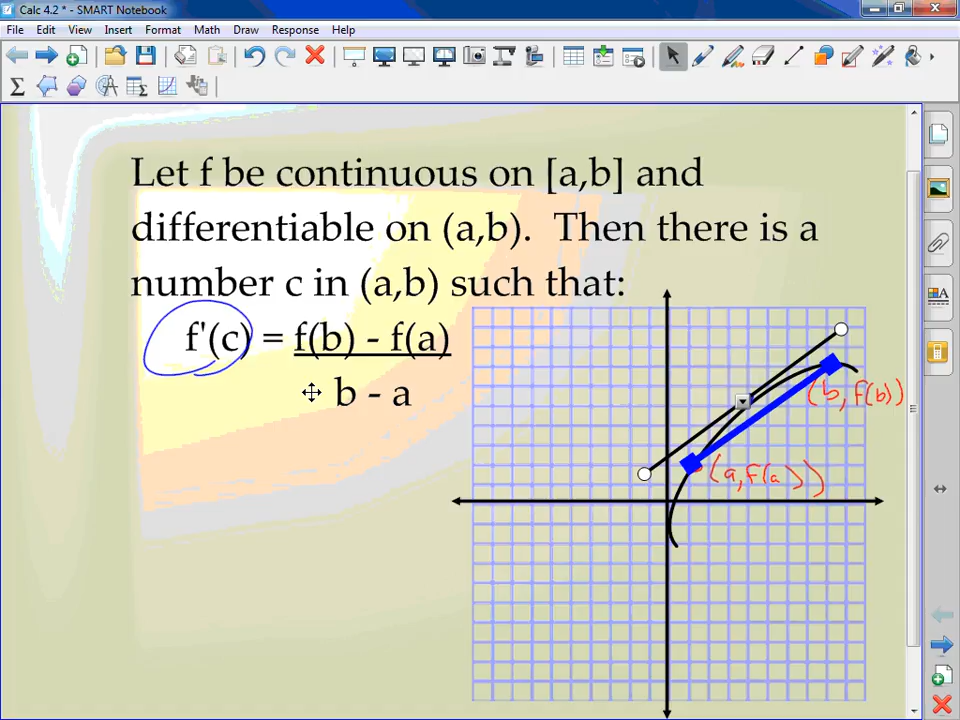 Calc 4.2 * - SMART Notebook
File Edit View Insert Format Math Draw Response Help
Let f be continuous on [a,b] and
differentiable on (a,b). Then there is a
number c in (a,b) such that:
f'(c) = f(b) - f(a)
b - a
(b, f(b))
(a, f(a))